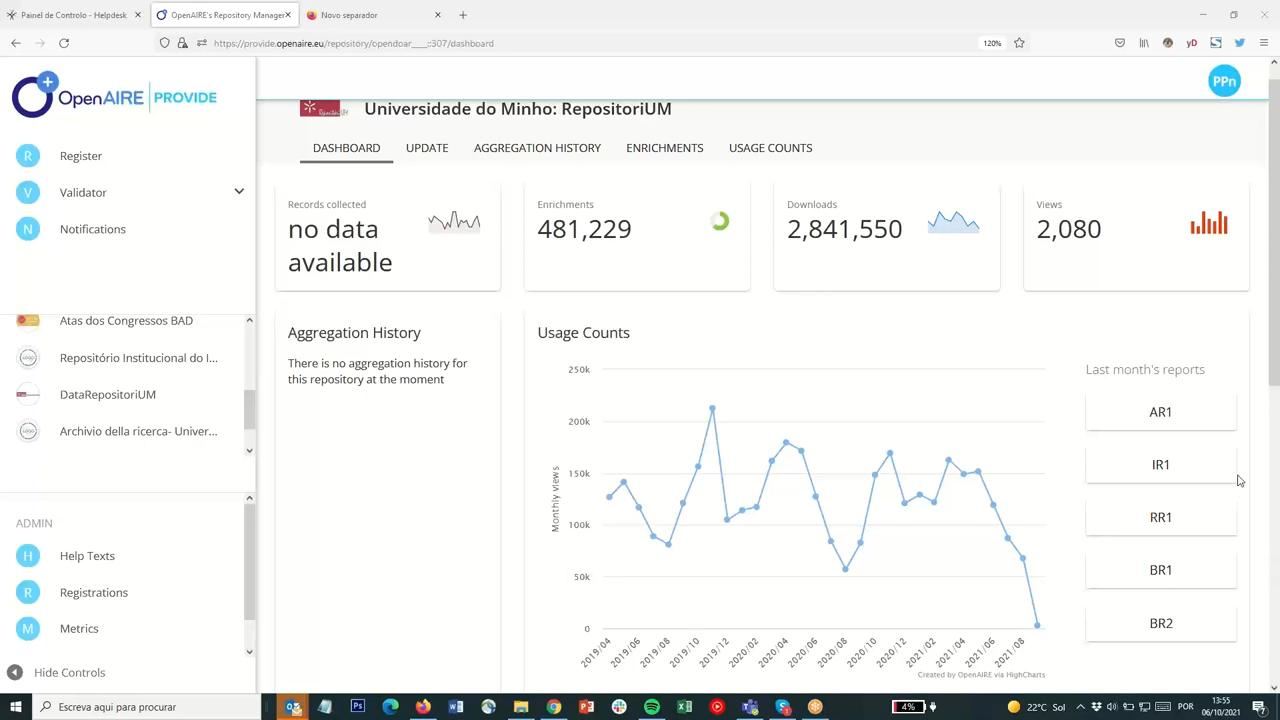 Painel de Controlo - Helpdesk
OpenAIRE's Repository Manager
Novo separador
https://provide.openaire.eu/repository/opendoar____::307/dashboard
120%
yD
OpenAIRE PROVIDE
PPn
R Register
V Validator
N Notifications
Atas dos Congressos BAD
Repositório Institucional do I...
DataRepositoriUM
Archivio della ricerca- Univer...
ADMIN
H Help Texts
R Registrations
M Metrics
Hide Controls
Universidade do Minho: RepositoriUM
DASHBOARD UPDATE AGGREGATION HISTORY ENRICHMENTS USAGE COUNTS
Records collected
no data
available
Enrichments
481,229
Downloads
2,841,550
Views
2,080
Aggregation History
There is no aggregation history for
this repository at the moment
Usage Counts
Monthly views
250k
200k
150k
100k
50k
0
2019/04
2019/06
2019/08
2019/10
2019/12
2020/02
2020/04
2020/06
2020/08
2020/10
2020/12
2021/02
2021/04
2021/06
2021/08
Created by OpenAIRE via HighCharts
Last month's reports
AR1
IR1
RR1
BR1
BR2
Escreva aqui para procurar
4%
22°C Sol
POR
13:55
06/10/2021